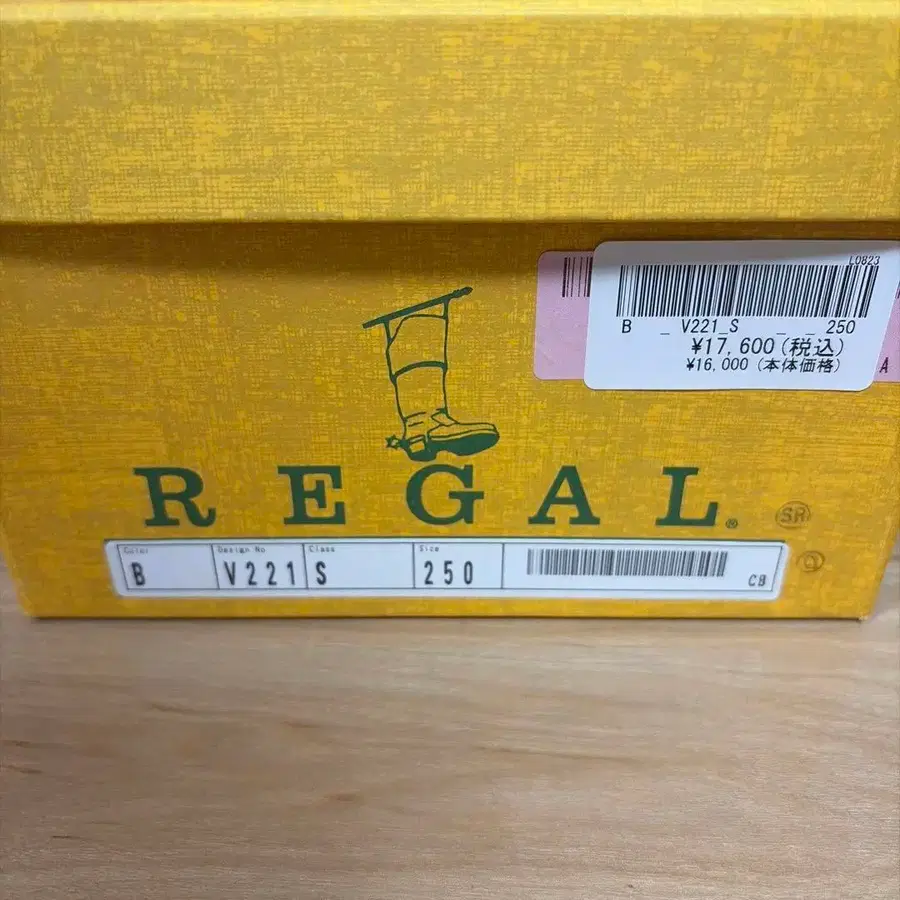 L0823
B _ V221_S _ _ 250
¥17,600(税込)
¥16,000 (本体価格)
A
REGAL®
SR
Color Design No Class Size
B V221 S 250
CB